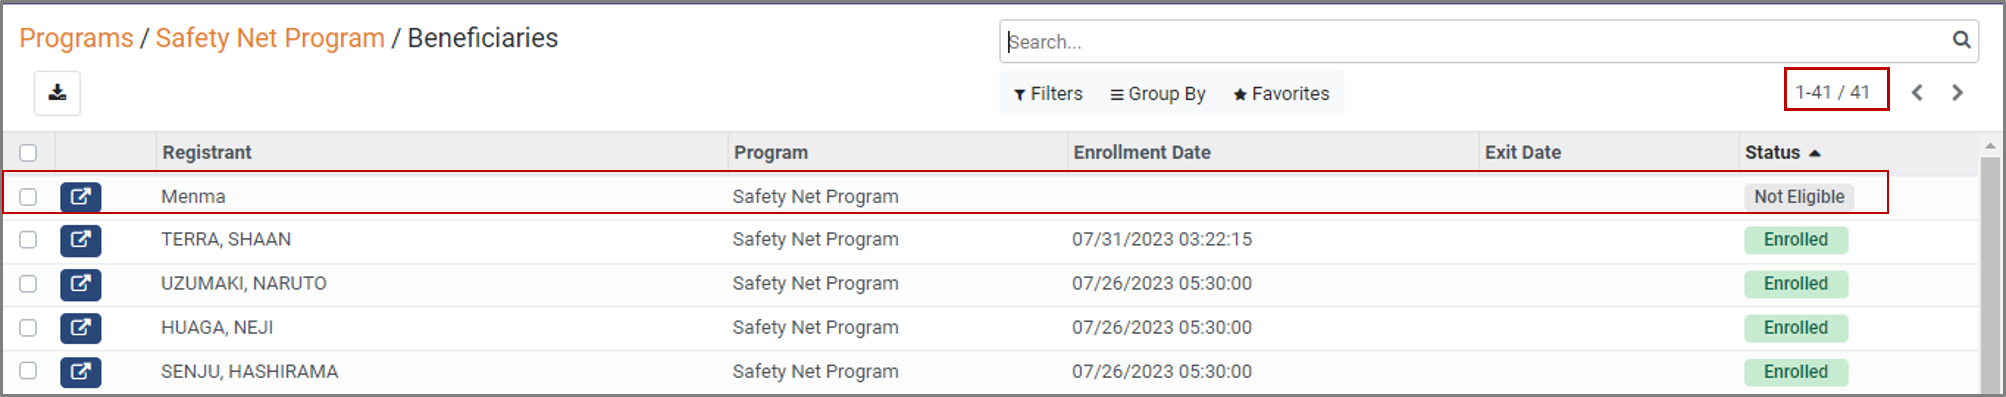 Programs / Safety Net Program / Beneficiaries
Search...
Filters Group By Favorites 1-41 / 41
Registrant Program Enrollment Date Exit Date Status
Menma Safety Net Program Not Eligible
TERRA, SHAAN Safety Net Program 07/31/2023 03:22:15 Enrolled
UZUMAKI, NARUTO Safety Net Program 07/26/2023 05:30:00 Enrolled
HUAGA, NEJI Safety Net Program 07/26/2023 05:30:00 Enrolled
SENJU, HASHIRAMA Safety Net Program 07/26/2023 05:30:00 Enrolled